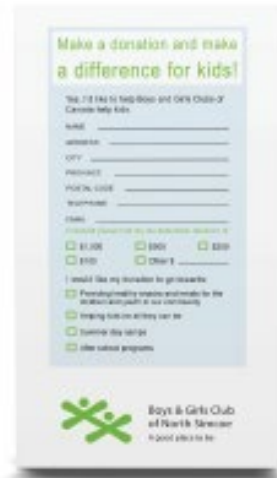 Make a donation and make
a difference for kids!
Yes, I'd like to help Boys and Girls Clubs of
Canada help kids.
NAME
ADDRESS
CITY
PROVINCE
POSTAL CODE
TELEPHONE
EMAIL
$1,000 $500 $250
$100 Other $
I would like my donation to go towards:
Providing healthy snacks and meals for the
children and youth in our community
Helping kids be all they can be
Summer day camps
After school programs
Boys & Girls Club
of North Simcoe
A good place to be